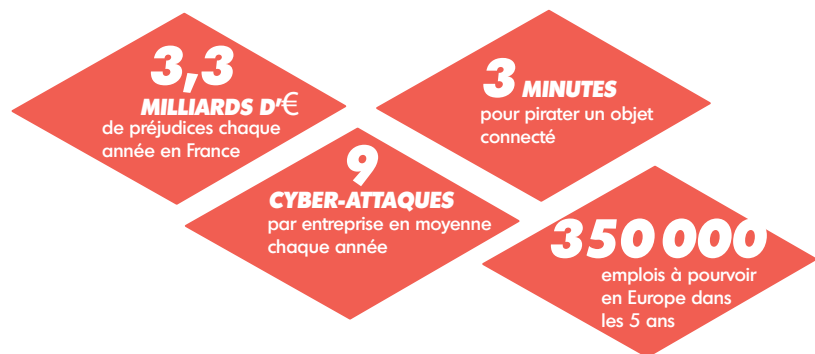 3,3
MILLIARDS D'€
de préjudices chaque
année en France
3 MINUTES
pour pirater un objet
connecté
9
CYBER-ATTAQUES
par entreprise en moyenne
chaque année
350 000
emplois à pourvoir
en Europe dans
les 5 ans